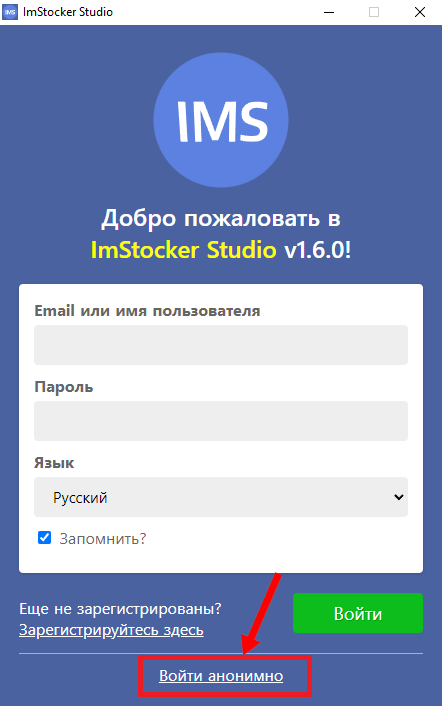 ImStocker Studio
IMS
IMS
Добро пожаловать в
ImStocker Studio v1.6.0!
Email или имя пользователя
Пароль
Язык
Русский
Запомнить?
Еще не зарегистрированы?
Зарегистрируйтесь здесь
Войти
Войти анонимно